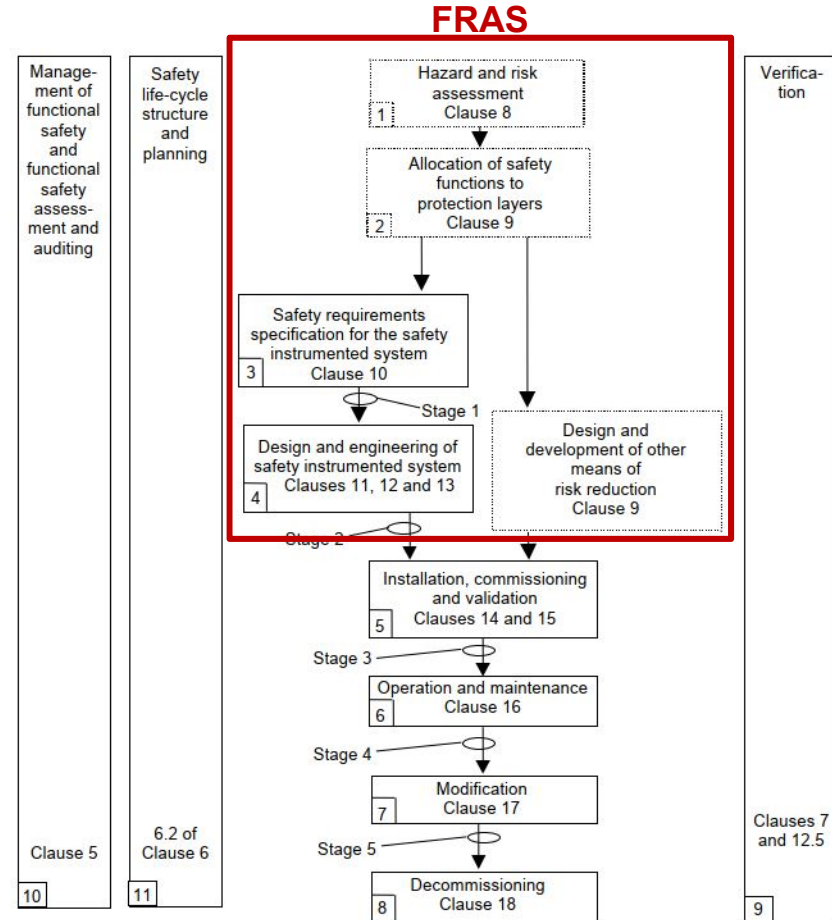 FRAS
Manage-
ment of
functional
safety
and
functional
safety
assess-
ment and
auditing
Clause 5
10
Safety
life-cycle
structure
and
planning
6.2 of
Clause 6
11
Hazard and risk
assessment
Clause 8
1
Allocation of safety
functions to
protection layers
Clause 9
2
Safety requirements
specification for the safety
instrumented system
Clause 10
3
Stage 1
Design and engineering of
safety instrumented system
Clauses 11, 12 and 13
4
Design and
development of other
means of
risk reduction
Clause 9
Stage 2
Installation, commissioning
and validation
Clauses 14 and 15
5
Stage 3
Operation and maintenance
Clause 16
6
Stage 4
Modification
Clause 17
7
Stage 5
Decommissioning
Clause 18
8
Verifica-
tion
Clauses 7
and 12.5
9